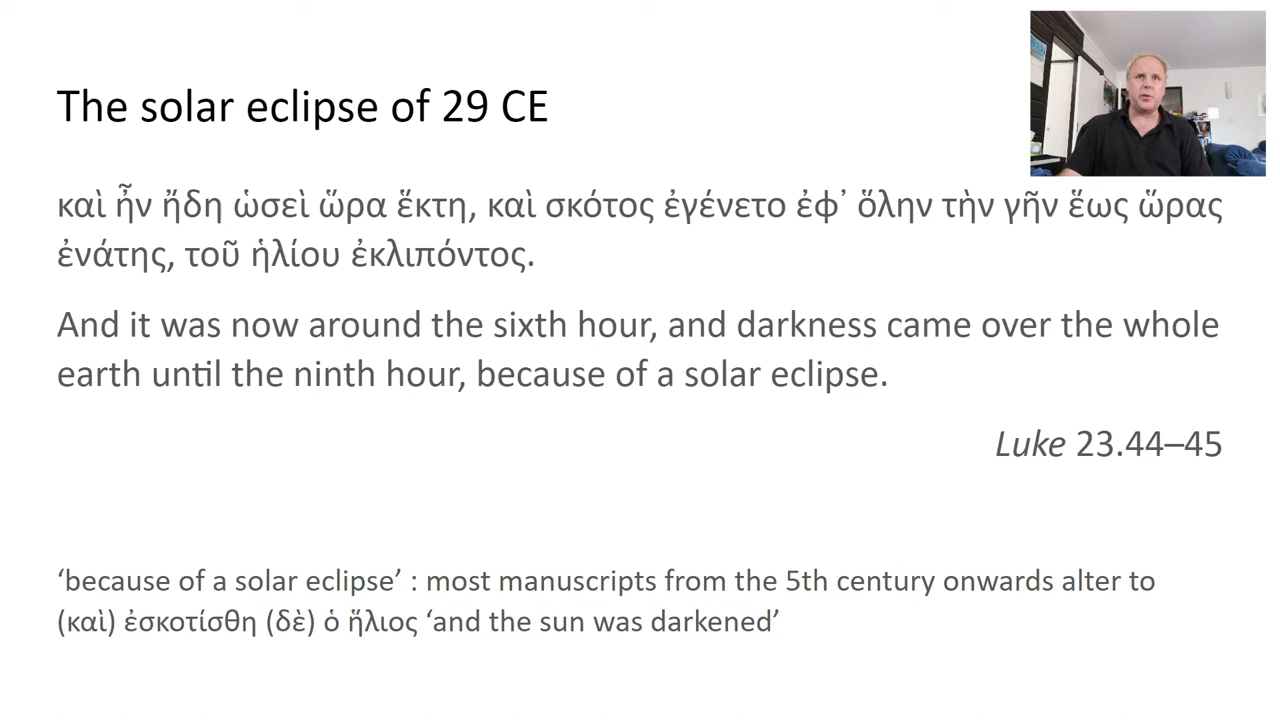 The solar eclipse of 29 CE
καὶ ἦν ἤδη ὡσεὶ ὥρα ἕκτη, καὶ σκότος ἐγένετο ἐφ᾽ ὅλην τὴν γῆν ἕως ὥρας
ἐνάτης, τοῦ ἡλίου ἐκλιπόντος.
And it was now around the sixth hour, and darkness came over the whole
earth until the ninth hour, because of a solar eclipse.
Luke 23.44–45
‘because of a solar eclipse’ : most manuscripts from the 5th century onwards alter to
(καὶ) ἐσκοτίσθη (δὲ) ὁ ἥλιος ‘and the sun was darkened’